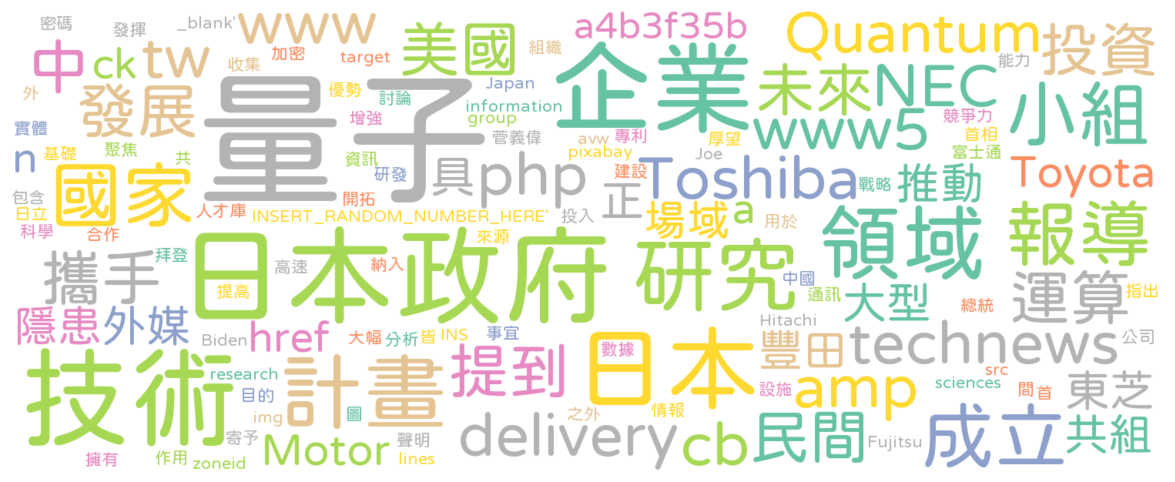 密碼 發揮 _blank' www 美國 a4b3f35b Quantum 投資
中 ck tw 收集 加密 target 組織 企業 能力
外 發展 量子 優勢 討論 Japan 未來 NEC 小組
增強 information group 菅義偉 avw 專利 厚望 www5 競爭力 首相
實體 n 基礎 聚焦 共 資訊 研發 具 php pixabay Joe 建設 Toshiba 戰略 富士通 推動 Toyota
包含 國家 人才庫 開拓 正 場域 a 領域 報導
日立 科學 合作 INSERT_RANDOM_NUMBER_HERE' 投入 來源 用於
攜手 拜登 日本政府 高速 納入 研究 中國 通訊 大型 運算 指出
提高 總統
隱患 外媒 Biden href 大幅 分析 皆 INS 事宜 Hitachi 豐田 technews 公司
技術 research 計畫 提到 日本 數據 amp src sciences 間 首 東芝
目的 img 圖 設施
寄予 聲明 delivery 之外 情報 cb 民間 Fujitsu 成立 共組
擁有 作用 zoneid Motor lines